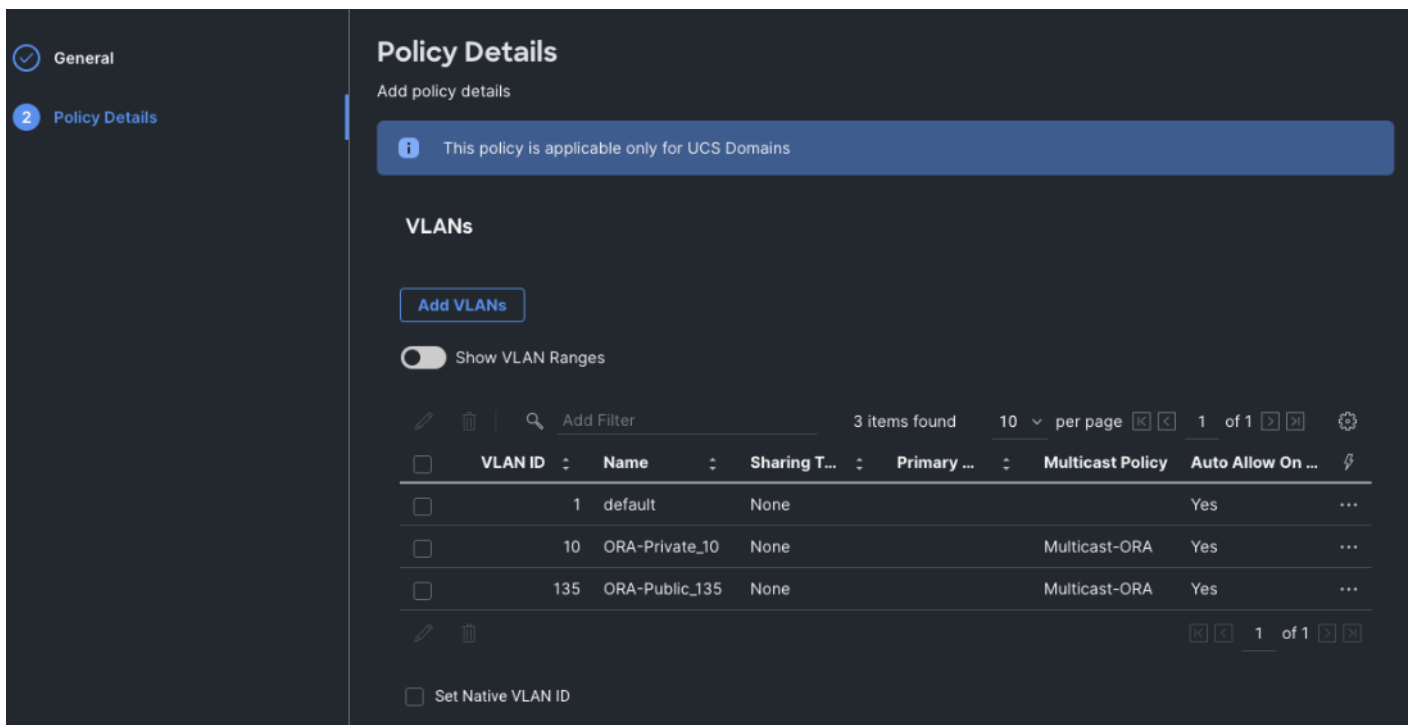 General
2 Policy Details
Policy Details
Add policy details
This policy is applicable only for UCS Domains
VLANs
Add VLANs
Show VLAN Ranges
Add Filter 3 items found 10 per page 1 of 1
VLAN ID Name Sharing T... Primary ... Multicast Policy Auto Allow On ...
1 default None Yes ...
10 ORA-Private_10 None Multicast-ORA Yes ...
135 ORA-Public_135 None Multicast-ORA Yes ...
1 of 1
Set Native VLAN ID